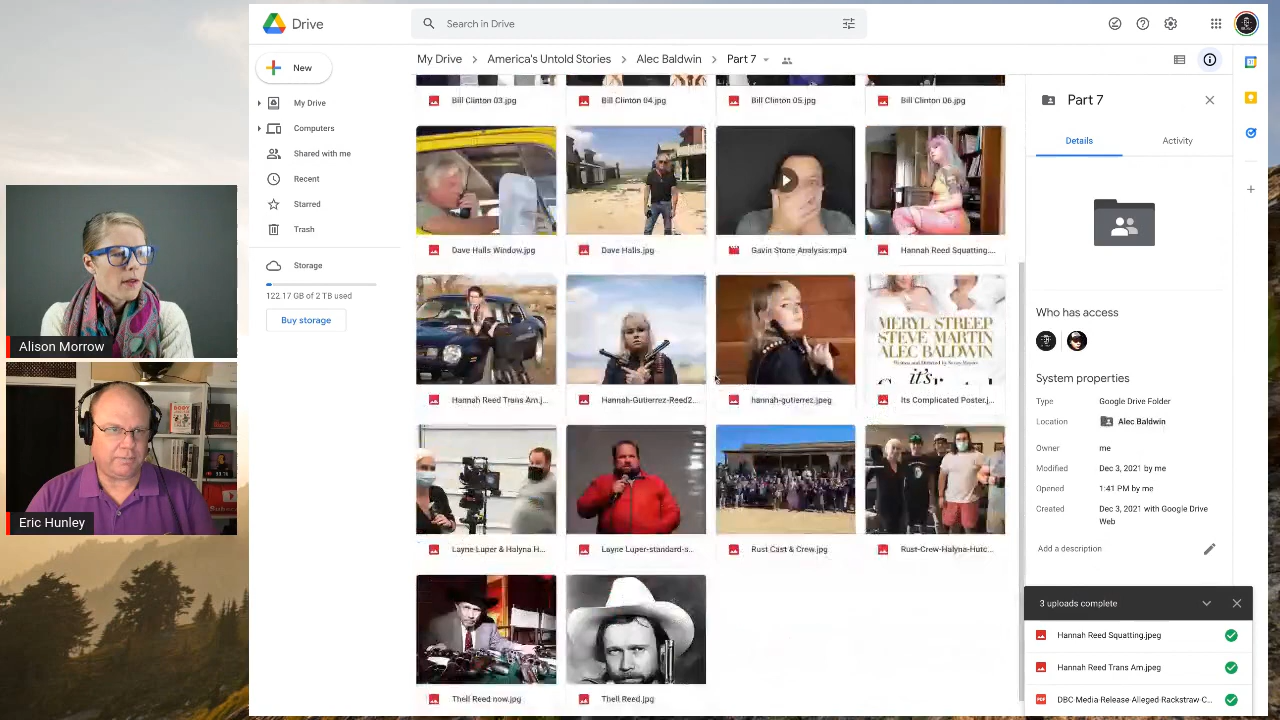 Drive
Search in Drive
New
My Drive
Computers
Shared with me
Recent
Starred
Trash
Storage
122.17 GB of 2 TB used
Buy storage
Alison Morrow
Eric Hunley
My Drive America's Untold Stories Alec Baldwin Part 7
Bill Clinton 03.jpg
Bill Clinton 04.jpg
Bill Clinton 05.jpg
Bill Clinton 06.jpg
Dave Halls Window.jpg
Dave Halls.jpg
Gavin Stone Analysis.mp4
Hannah Reed Squatting....
Hannah Reed Trans Am.j...
Hannah-Gutierrez-Reed2...
hannah-gutierrez.jpeg
MERYL STREEP
STEVE MARTIN
ALEC BALDWIN
it's
Its Complicated Poster.j...
Layne Luper & Halyna H...
Layne Luper-standard-s...
Rust Cast & Crew.jpg
Rust-Crew-Halyna-Hutc...
Thell Reed now.jpg
Thell Reed.jpg
Part 7
Details
Activity
Who has access
System properties
Type Google Drive Folder
Location Alec Baldwin
Owner me
Modified Dec 3, 2021 by me
Opened 1:41 PM by me
Created Dec 3, 2021 with Google Drive
Web
Add a description
3 uploads complete
Hannah Reed Squatting.jpeg
Hannah Reed Trans Am.jpeg
DBC Media Release Alleged Rackstraw C...